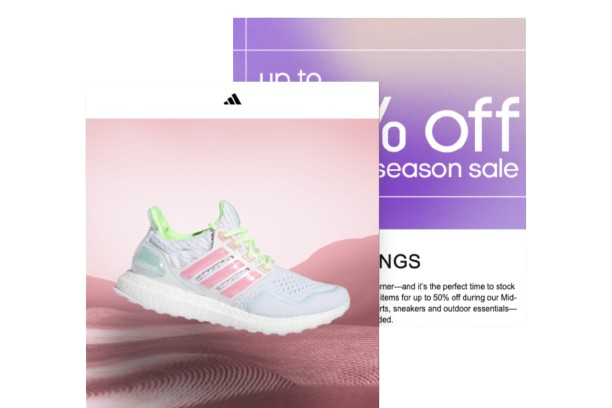 up to
% off
season sale
NGS
orner—and it's the perfect time to stock
items for up to 50% off during our Mid-
rts, sneakers and outdoor essentials—
ded.